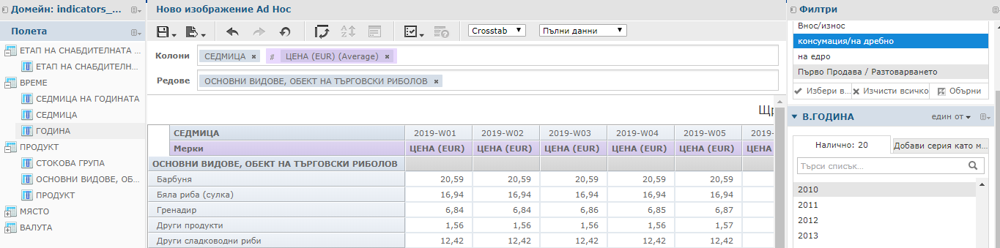 Домейн: indicators_...
Полета
ЕТАП НА СНАБДИТЕЛНАТА ...
ЕТАП НА СНАБДИТЕЛН...
ВРЕМЕ
СЕДМИЦА НА ГОДИНАТА
СЕДМИЦА
ГОДИНА
ПРОДУКТ
СТОКОВА ГРУПА
ОСНОВНИ ВИДОВЕ, ОБ...
ПРОДУКТ
МЯСТО
ВАЛУТА
Ново изображение Ad Hoc
Crosstab Пълни данни
Колони СЕДМИЦА × # ЦЕНА (EUR) (Average) ×
Редове ОСНОВНИ ВИДОВЕ, ОБЕКТ НА ТЪРГОВСКИ РИБОЛОВ ×
Щр
СЕДМИЦА 2019-W01 2019-W02 2019-W03 2019-W04 2019-W05 2019-
Мерки ЦЕНА (EUR) ЦЕНА (EUR) ЦЕНА (EUR) ЦЕНА (EUR) ЦЕНА (EUR) ЦЕНА
ОСНОВНИ ВИДОВЕ, ОБЕКТ НА ТЪРГОВСКИ РИБОЛОВ
Барбуня 20,59 20,59 20,59 20,59 20,59
Бяла риба (сулка) 16,94 16,94 16,94 16,94 16,94
Гренадир 6,84 6,84 6,86 6,85 6,87
Други продукти 1,56 1,56 1,56 1,56 1,57
Други сладководни риби 12,42 12,42 12,42 12,42 12,42
Филтри
Внос/износ
консумация/на дребно
на едро
Първо Продава / Разтоварването
Избери в... Изчисти всичко Обърни
В.ГОДИНА един от
Налично: 20 Добави серия като м...
Търси списък...
2010
2011
2012
2013